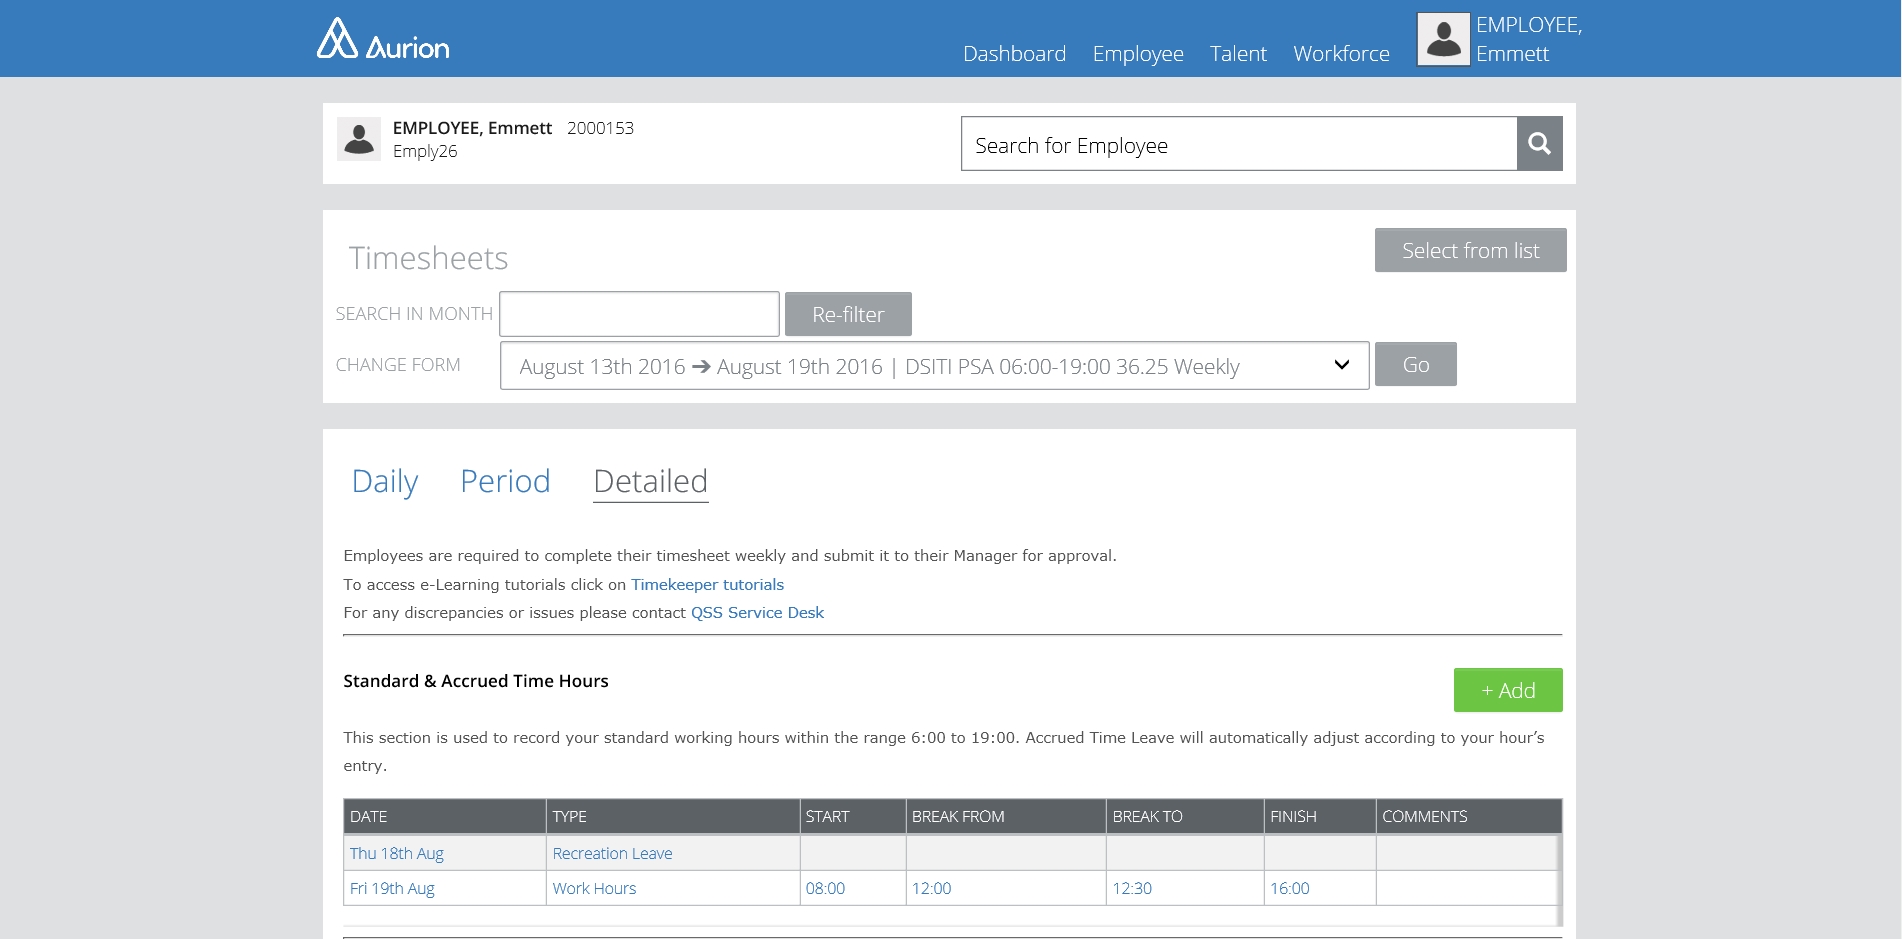 Aurion
Dashboard Employee Talent Workforce EMPLOYEE,
Emmett
EMPLOYEE, Emmett 2000153
Emply26
Search for Employee
Timesheets
Select from list
SEARCH IN MONTH Re-filter
CHANGE FORM August 13th 2016 ➔ August 19th 2016 | DSITI PSA 06:00-19:00 36.25 Weekly Go
Daily Period Detailed
Employees are required to complete their timesheet weekly and submit it to their Manager for approval.
To access e-Learning tutorials click on Timekeeper tutorials
For any discrepancies or issues please contact QSS Service Desk
Standard & Accrued Time Hours
+ Add
This section is used to record your standard working hours within the range 6:00 to 19:00. Accrued Time Leave will automatically adjust according to your hour’s
entry.
DATE TYPE START BREAK FROM BREAK TO FINISH COMMENTS
Thu 18th Aug Recreation Leave
Fri 19th Aug Work Hours 08:00 12:00 12:30 16:00